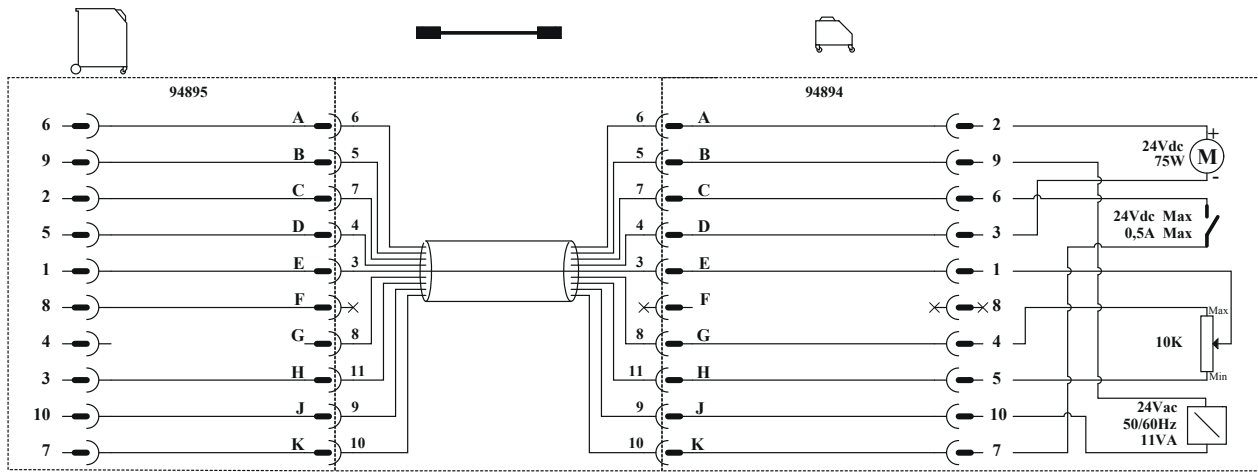 94895
94894
6 A 6 6 A 2
9 B 5 5 B 9
2 C 7 7 C 6
5 D 4 4 D 3
1 E 3 3 E 1
8 F F 8
4 G 8 8 G 4
3 H 11 11 H 5
10 J 9 9 J 10
7 K 10 10 K 7
24Vdc
75W
+
M
-
24Vdc Max
0,5A Max
Max
10K
Min
24Vac
50/60Hz
11VA